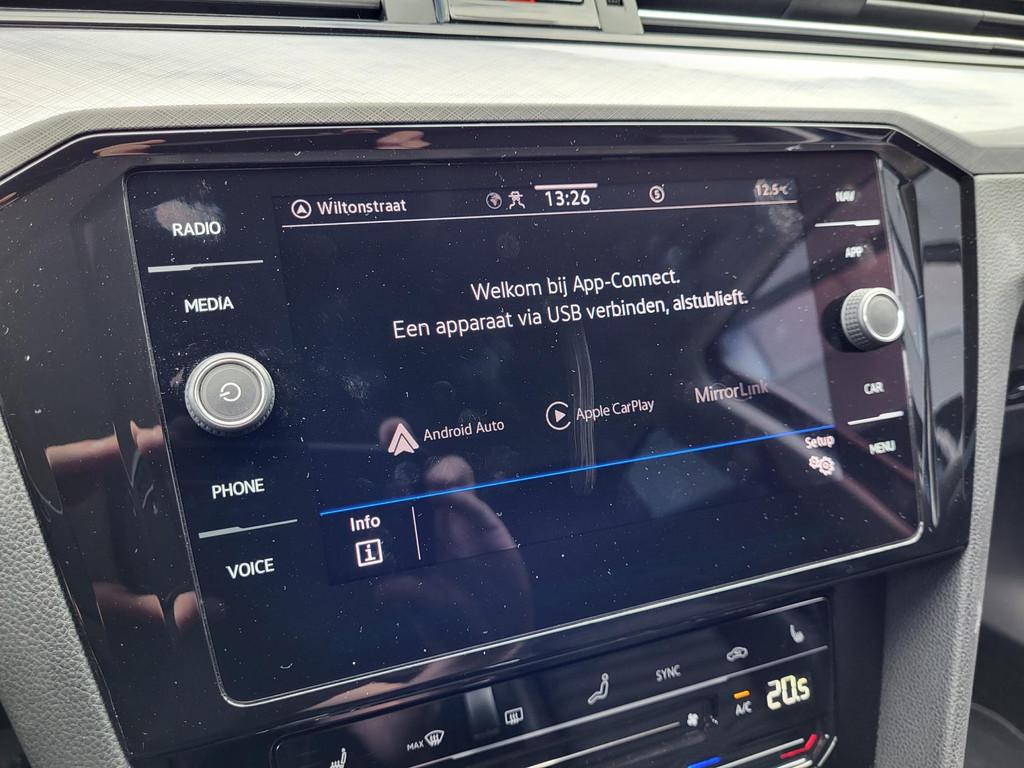 Wiltonstraat
13:26
12.5°C
NAV
RADIO
APP
MEDIA
Welkom bij App-Connect.
Een apparaat via USB verbinden, alstublieft.
Android Auto
Apple CarPlay
MirrorLink
CAR
Setup
MENU
PHONE
Info
VOICE
SYNC
MAX
A/C
20.5